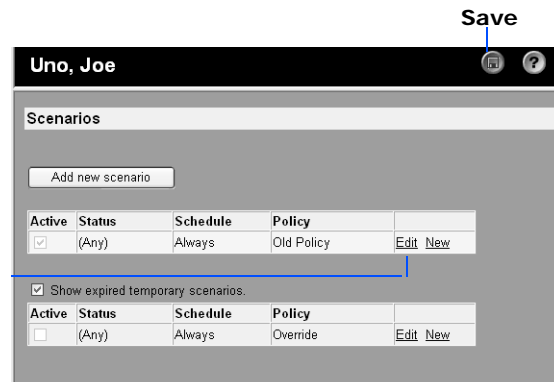 Save
Uno, Joe ?
Scenarios
Add new scenario
Active Status Schedule Policy
(Any) Always Old Policy Edit New
Show expired temporary scenarios.
Active Status Schedule Policy
(Any) Always Override Edit New